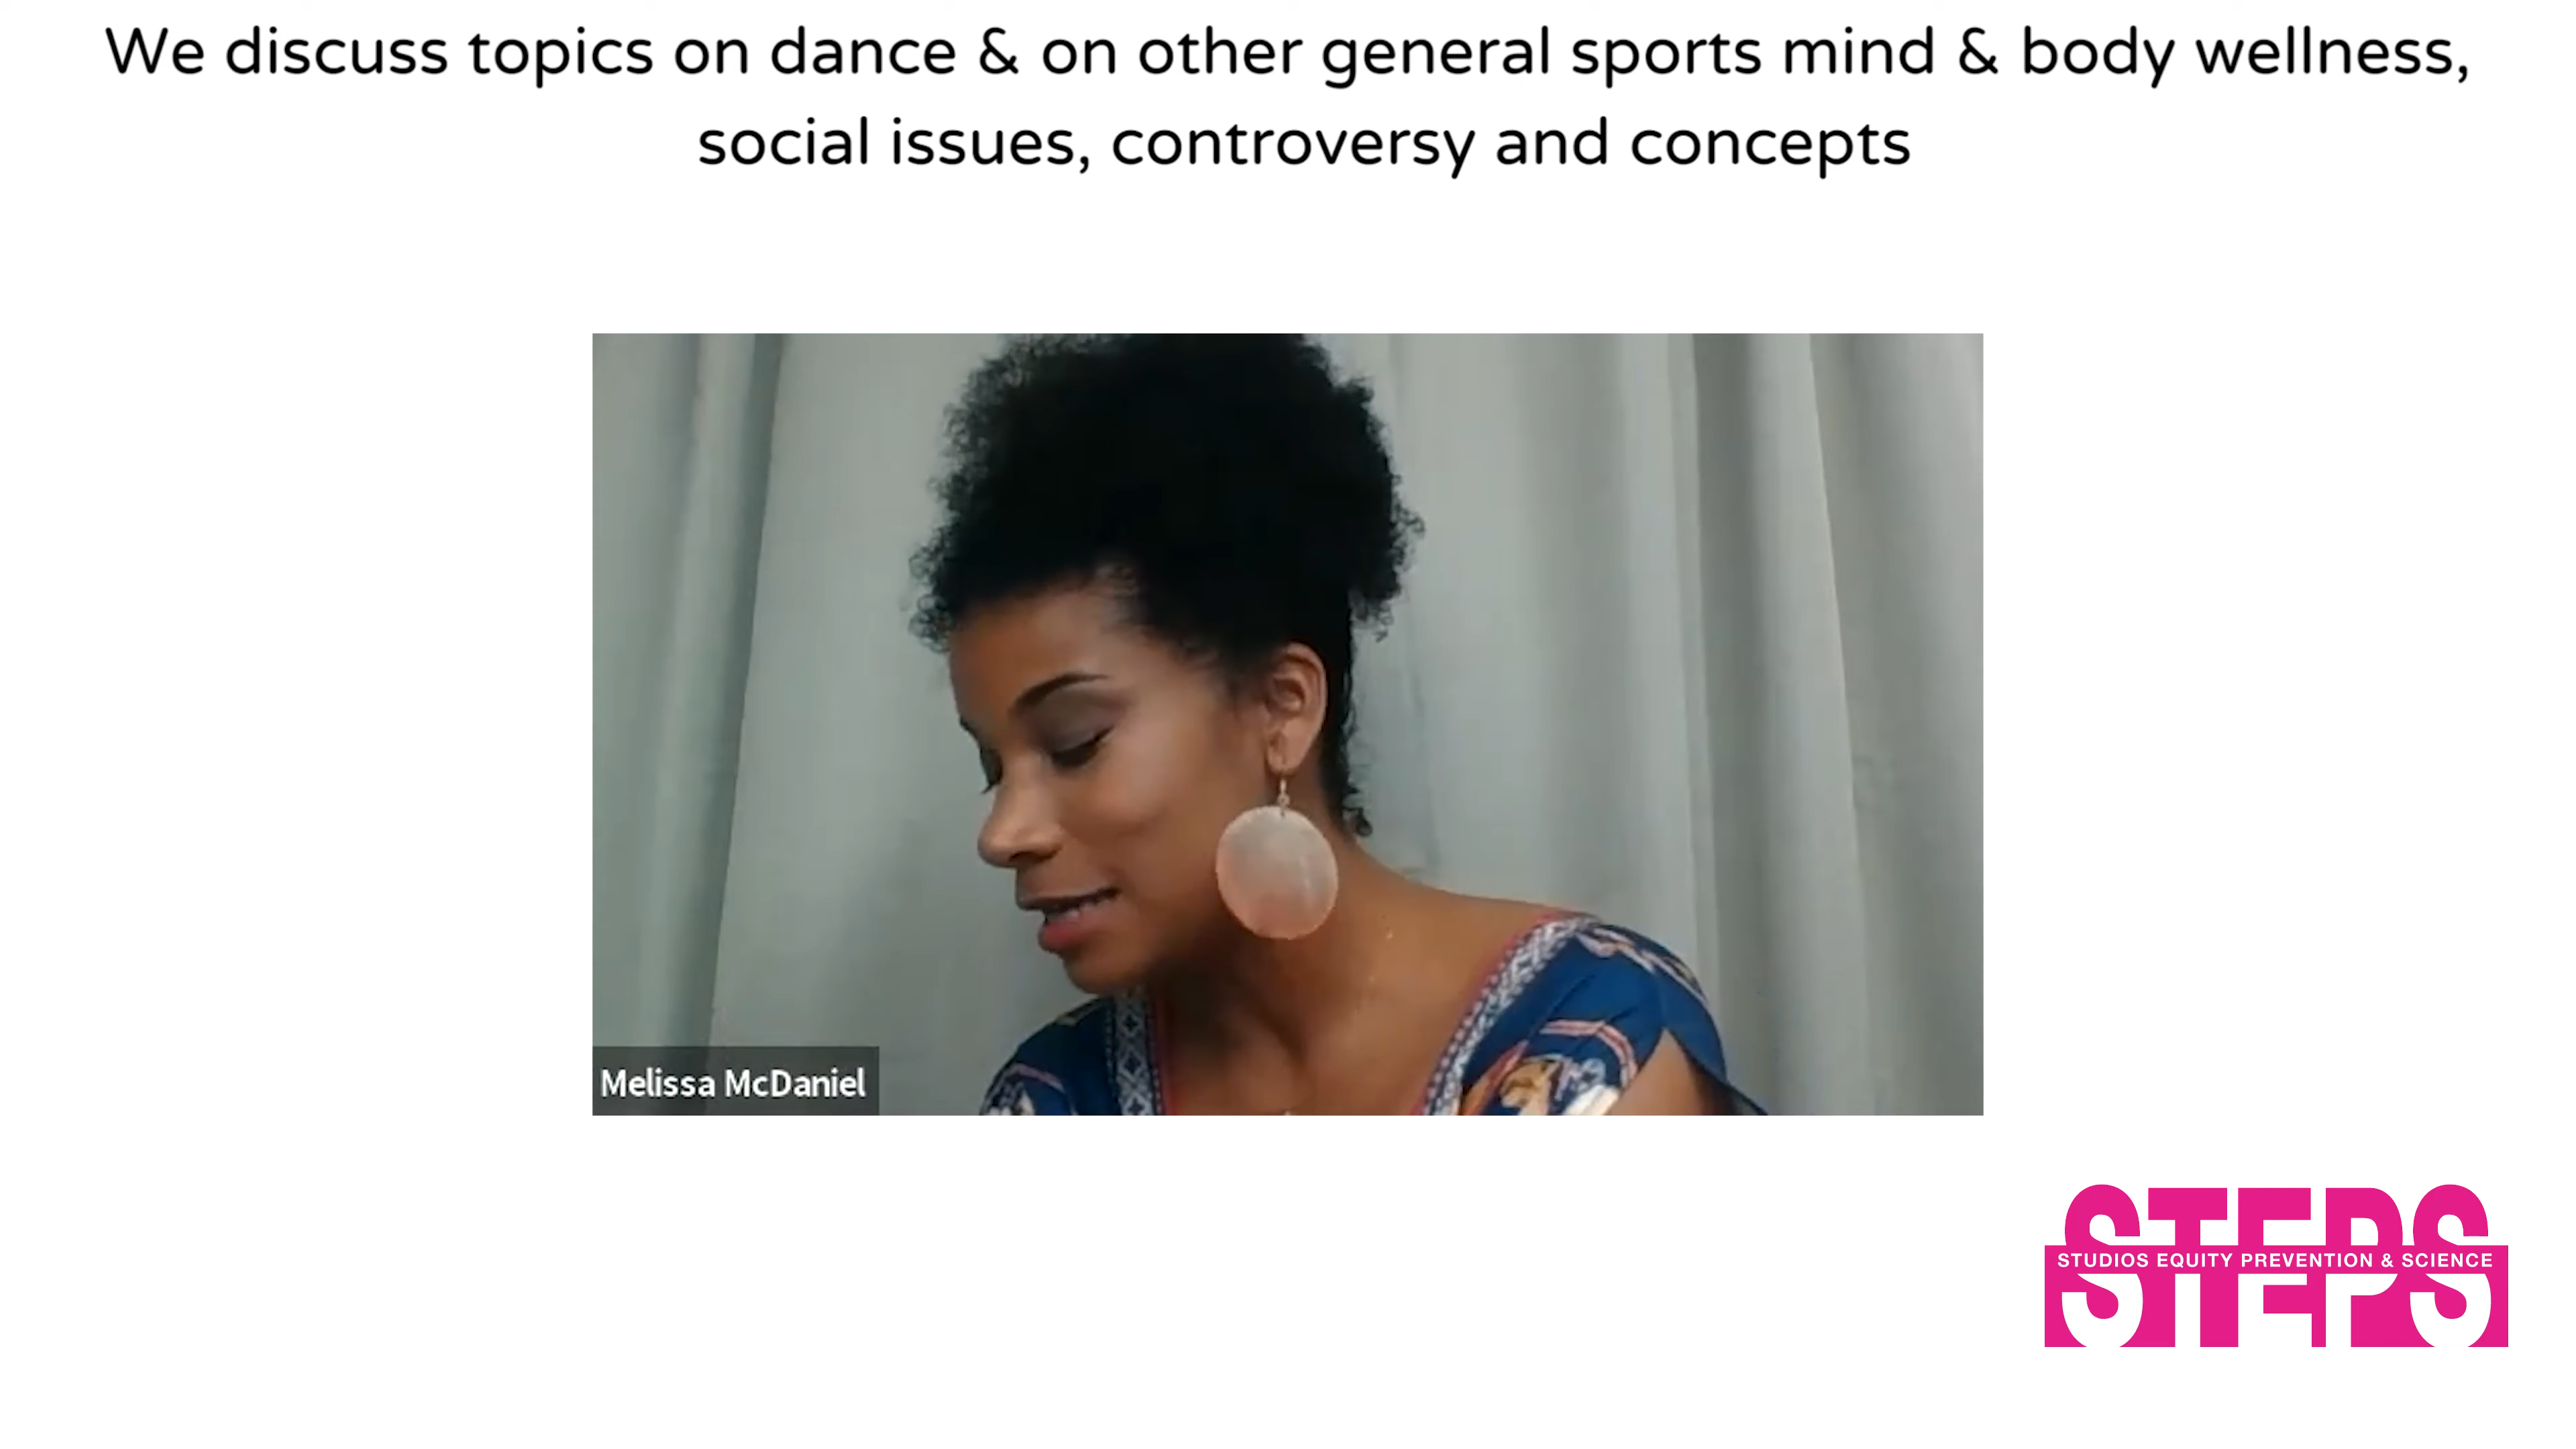 We discuss topics on dance & on other general sports mind & body wellness,
social issues, controversy and concepts
Melissa McDaniel
STEPS
STUDIOS EQUITY PREVENTION & SCIENCE